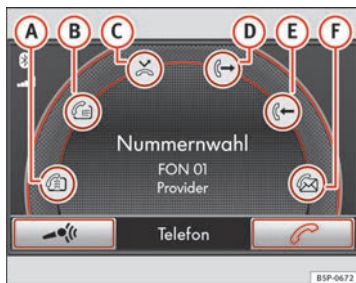 A B C D E F
Nummernwahl
FON 01
Provider
Telefon
B5P-0672